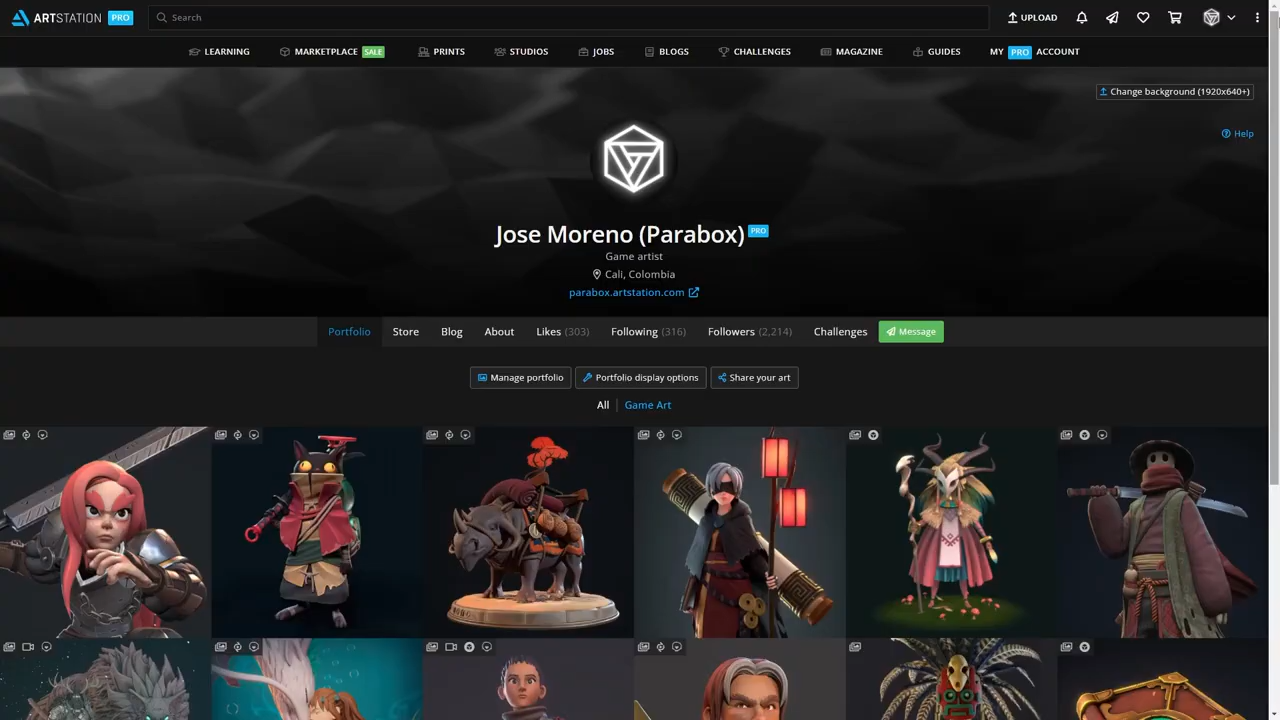 ARTSTATION PRO
Search
UPLOAD
LEARNING
MARKETPLACE SALE
PRINTS
STUDIOS
JOBS
BLOGS
CHALLENGES
MAGAZINE
GUIDES
MY PRO ACCOUNT
Change background (1920x640+)
Help
Jose Moreno (Parabox) PRO
Game artist
Cali, Colombia
parabox.artstation.com
Portfolio
Store
Blog
About
Likes (303)
Following (316)
Followers (2,214)
Challenges
Message
Manage portfolio
Portfolio display options
Share your art
All
Game Art